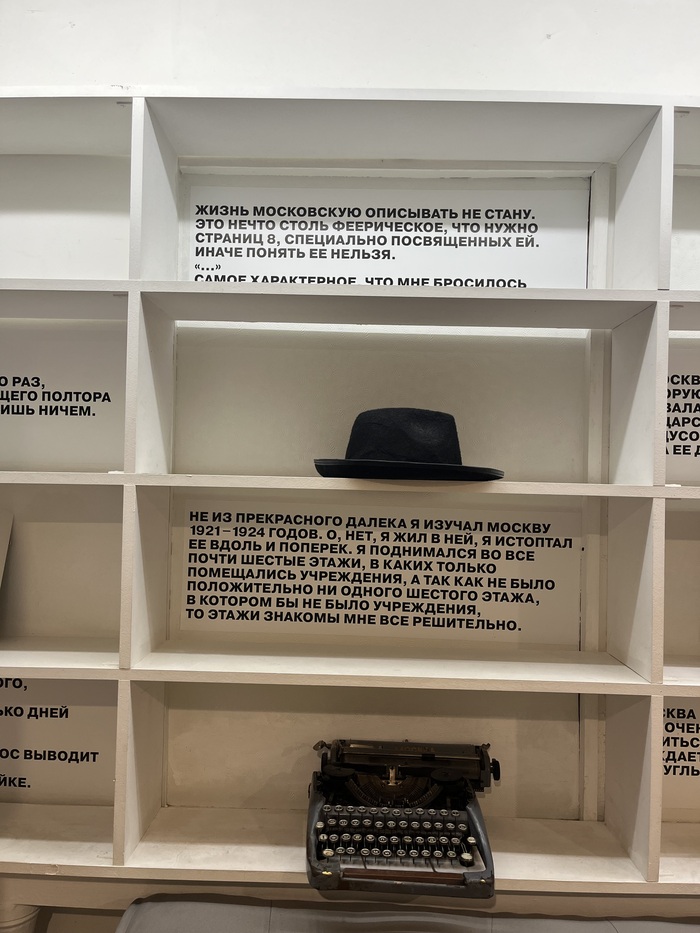 ЖИЗНЬ МОСКОВСКУЮ ОПИСЫВАТЬ НЕ СТАНУ.
ЭТО НЕЧТО СТОЛЬ ФЕЕРИЧЕСКОЕ, ЧТО НУЖНО
СТРАНИЦ 8, СПЕЦИАЛЬНО ПОСВЯЩЕННЫХ ЕЙ.
ИНАЧЕ ПОНЯТЬ ЕЕ НЕЛЬЗЯ.
«...»
САМОЕ ХАРАКТЕРНОЕ, ЧТО МНЕ БРОСИЛОСЬ
О РАЗ,
ЩЕГО ПОЛТОРА
ИШЬ НИЧЕМ.
НЕ ИЗ ПРЕКРАСНОГО ДАЛЕКА Я ИЗУЧАЛ МОСКВУ
1921–1924 ГОДОВ. О, НЕТ, Я ЖИЛ В НЕЙ, Я ИСТОПТАЛ
ЕЕ ВДОЛЬ И ПОПЕРЕК. Я ПОДНИМАЛСЯ ВО ВСЕ
ПОЧТИ ШЕСТЫЕ ЭТАЖИ, В КАКИХ ТОЛЬКО
ПОМЕЩАЛИСЬ УЧРЕЖДЕНИЯ, А ТАК КАК НЕ БЫЛО
ПОЛОЖИТЕЛЬНО НИ ОДНОГО ШЕСТОГО ЭТАЖА,
В КОТОРОМ БЫ НЕ БЫЛО УЧРЕЖДЕНИЯ,
ТО ЭТАЖИ ЗНАКОМЫ МНЕ ВСЕ РЕШИТЕЛЬНО.
ОГО,
ЬКО ДНЕЙ
ОС ВЫВОДИТ
ЙКЕ.